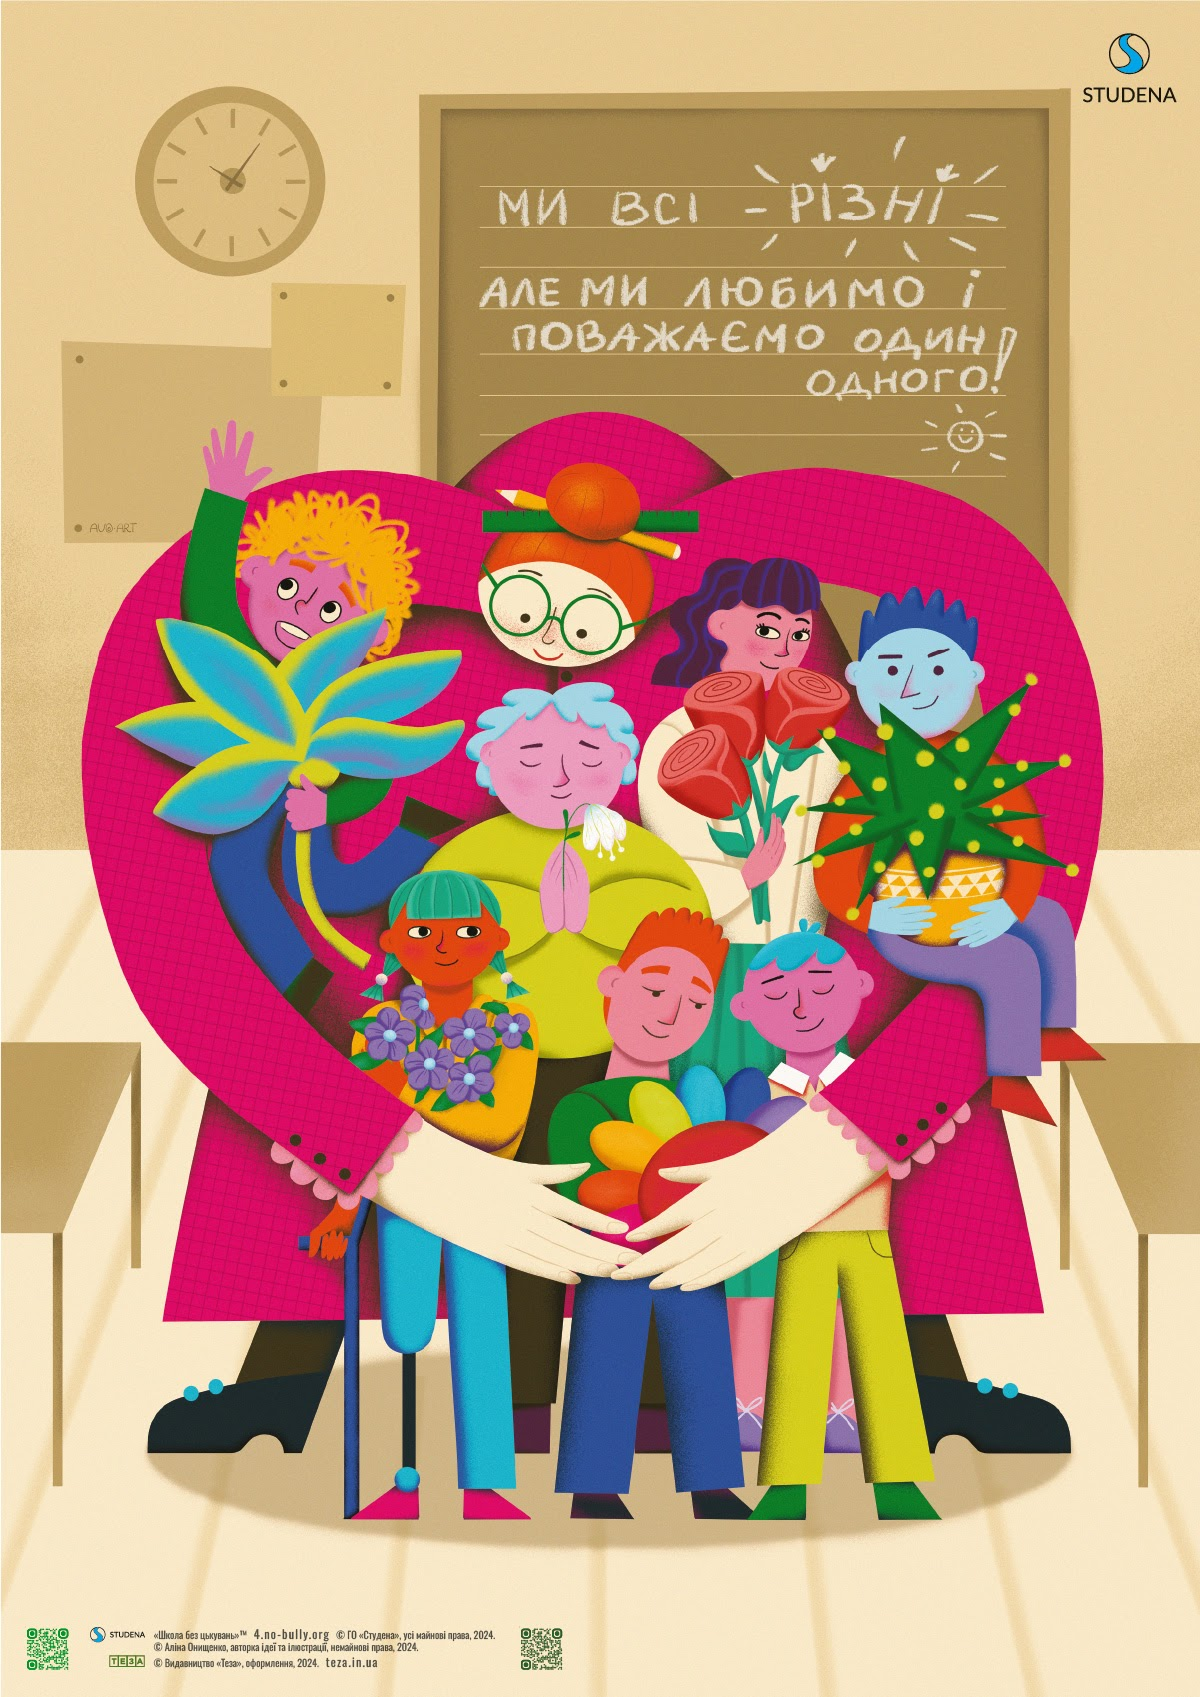 STUDENA
МИ ВСІ - РІЗНІ -
АЛЕ МИ ЛЮБИМО І
ПОВАЖАЄМО ОДИН
ОДНОГО!
AVO-ART
STUDENA «Школа без цькувань»™ 4.no-bully.org © ГО «Студена», усі майнові права, 2024.
© Аліна Онищенко, авторка ідеї та ілюстрації, немайнові права, 2024.
ТЕЗА © Видавництво «Теза», оформлення, 2024. teza.in.ua